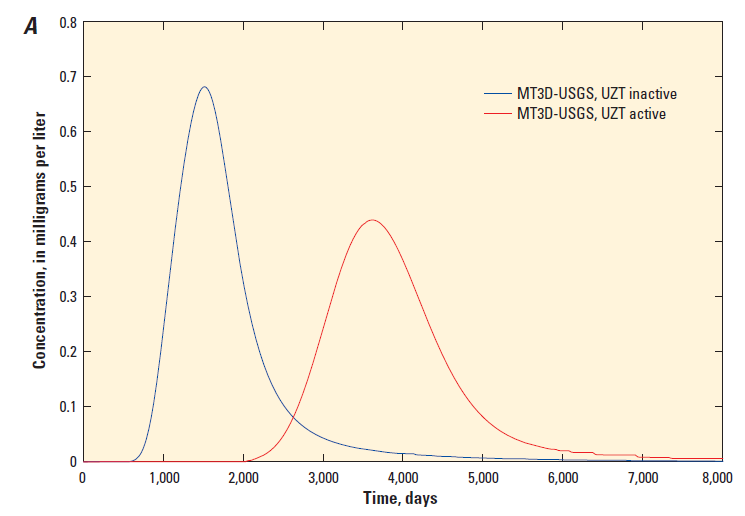 A
Concentration, in milligrams per liter
0.8
0.7
0.6
0.5
0.4
0.3
0.2
0.1
0
MT3D-USGS, UZT inactive
MT3D-USGS, UZT active
0 1,000 2,000 3,000 4,000 5,000 6,000 7,000 8,000
Time, days